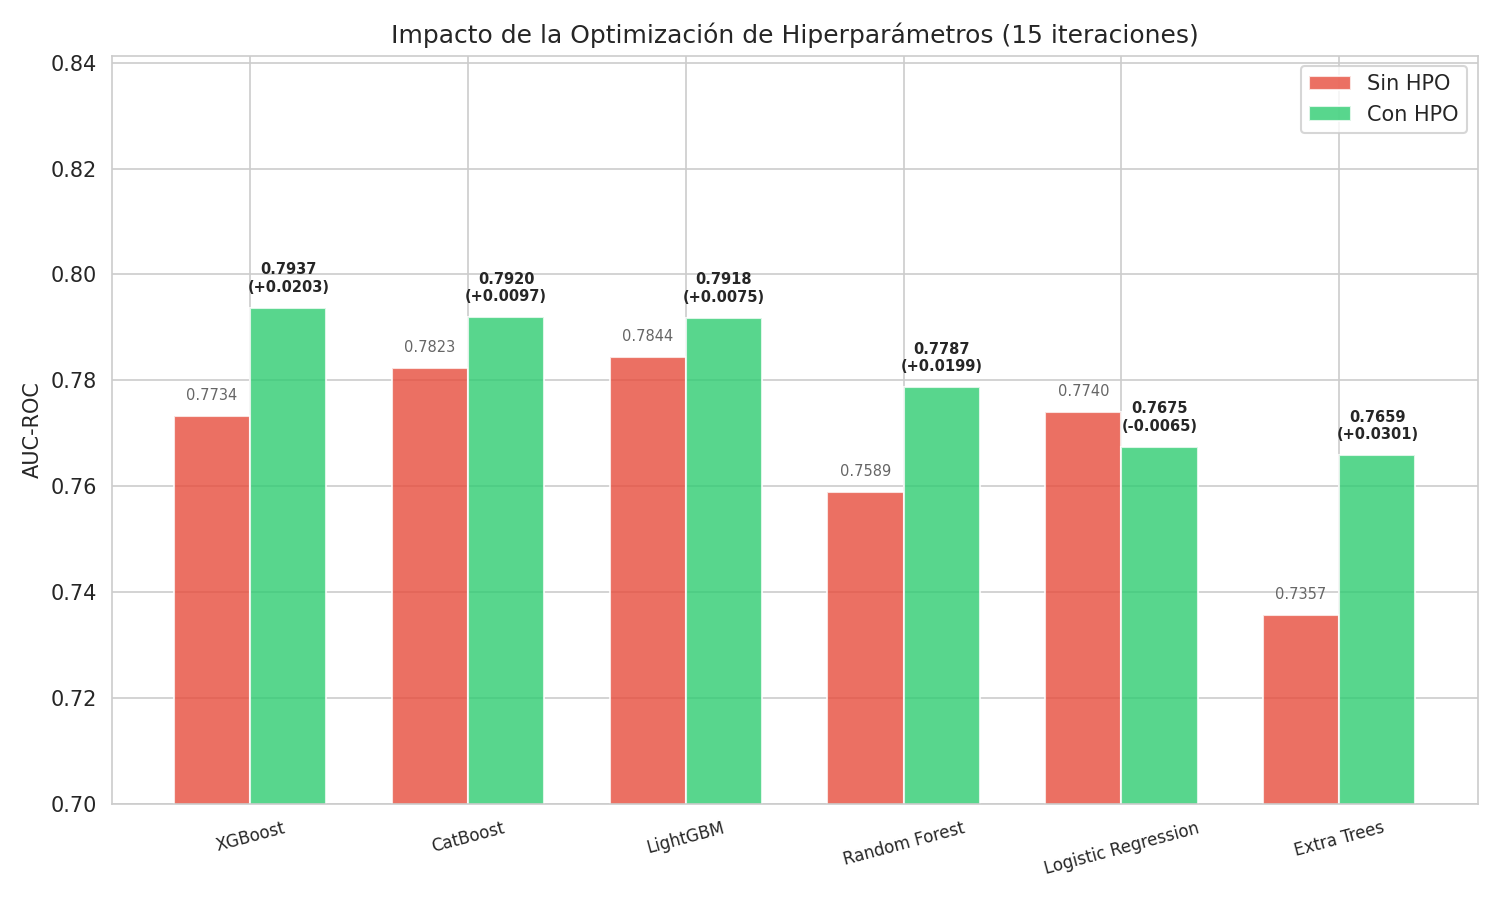 Impacto de la Optimización de Hiperparámetros (15 iteraciones)
Sin HPO
Con HPO
AUC-ROC
0.84
0.82
0.80
0.78
0.76
0.74
0.72
0.70
0.7734
0.7937
(+0.0203)
0.7823
0.7920
(+0.0097)
0.7844
0.7918
(+0.0075)
0.7589
0.7787
(+0.0199)
0.7740
0.7675
(-0.0065)
0.7357
0.7659
(+0.0301)
XGBoost
CatBoost
LightGBM
Random Forest
Logistic Regression
Extra Trees